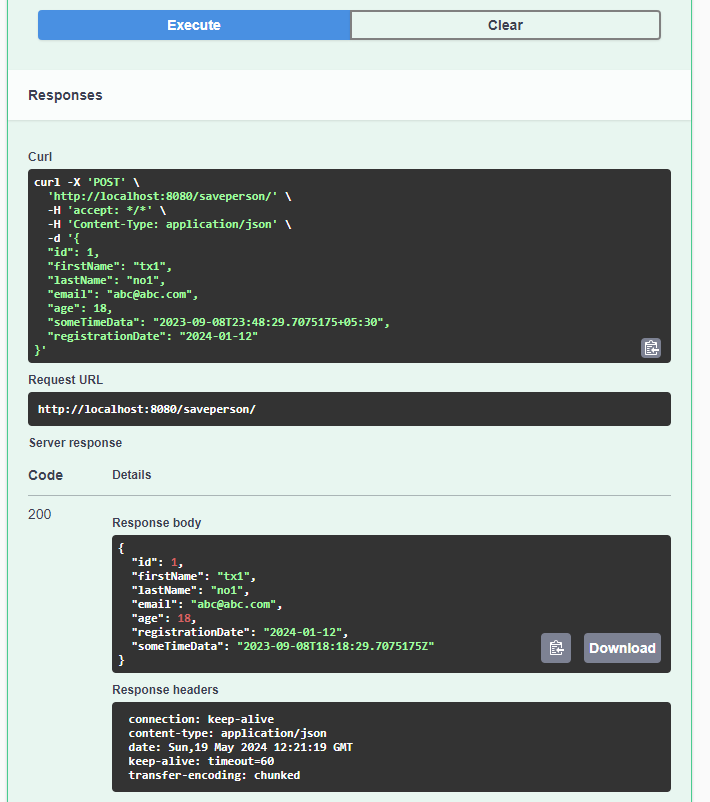 Execute
Clear
Responses
Curl
curl -X 'POST' \
'http://localhost:8080/saveperson/' \
-H 'accept: */*' \
-H 'Content-Type: application/json' \
-d '{
"id": 1,
"firstName": "tx1",
"lastName": "no1",
"email": "abc@abc.com",
"age": 18,
"someTimeData": "2023-09-08T23:48:29.7075175+05:30",
"registrationDate": "2024-01-12"
}'
Request URL
http://localhost:8080/saveperson/
Server response
Code Details
200
Response body
{
"id": 1,
"firstName": "tx1",
"lastName": "no1",
"email": "abc@abc.com",
"age": 18,
"registrationDate": "2024-01-12",
"someTimeData": "2023-09-08T18:18:29.7075175Z"
}
Download
Response headers
connection: keep-alive
content-type: application/json
date: Sun,19 May 2024 12:21:19 GMT
keep-alive: timeout=60
transfer-encoding: chunked